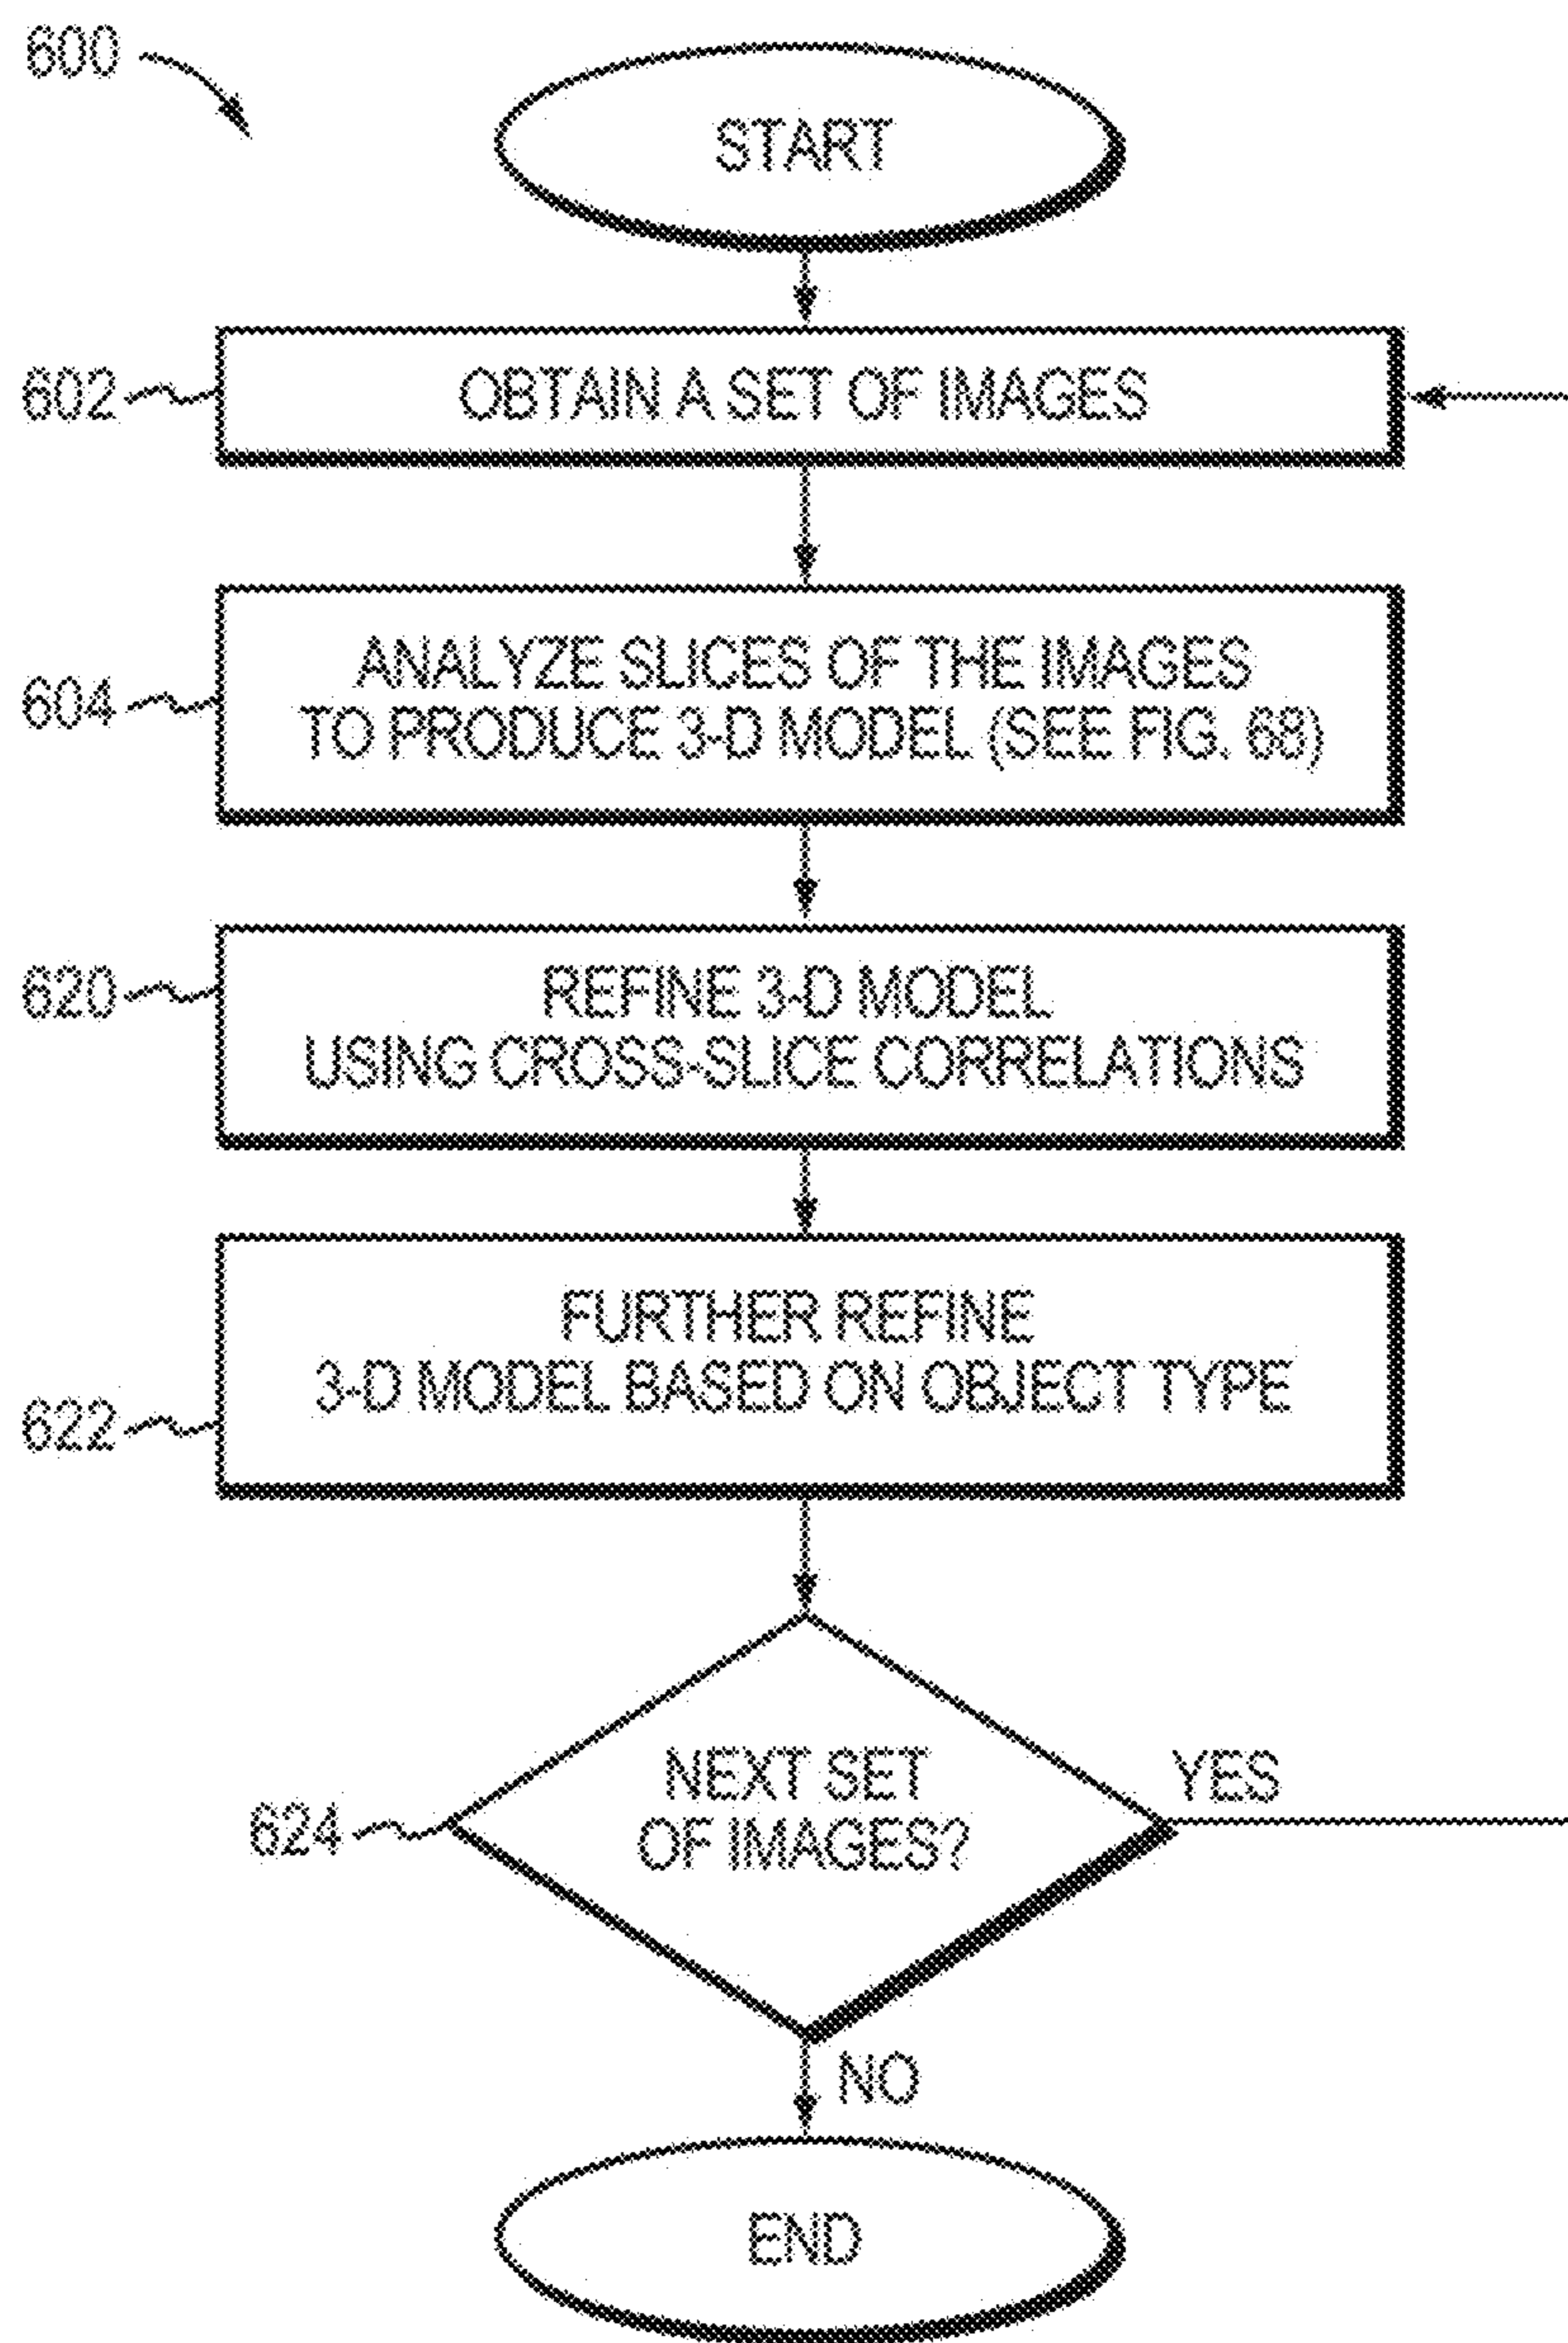 600
START
602
OBTAIN A SET OF IMAGES
604
ANALYZE SLICES OF THE IMAGES
TO PRODUCE 3-D MODEL (SEE FIG. 6B)
620
REFINE 3-D MODEL
USING CROSS-SLICE CORRELATIONS
622
FURTHER REFINE
3-D MODEL BASED ON OBJECT TYPE
624
NEXT SET
OF IMAGES?
YES
NO
END